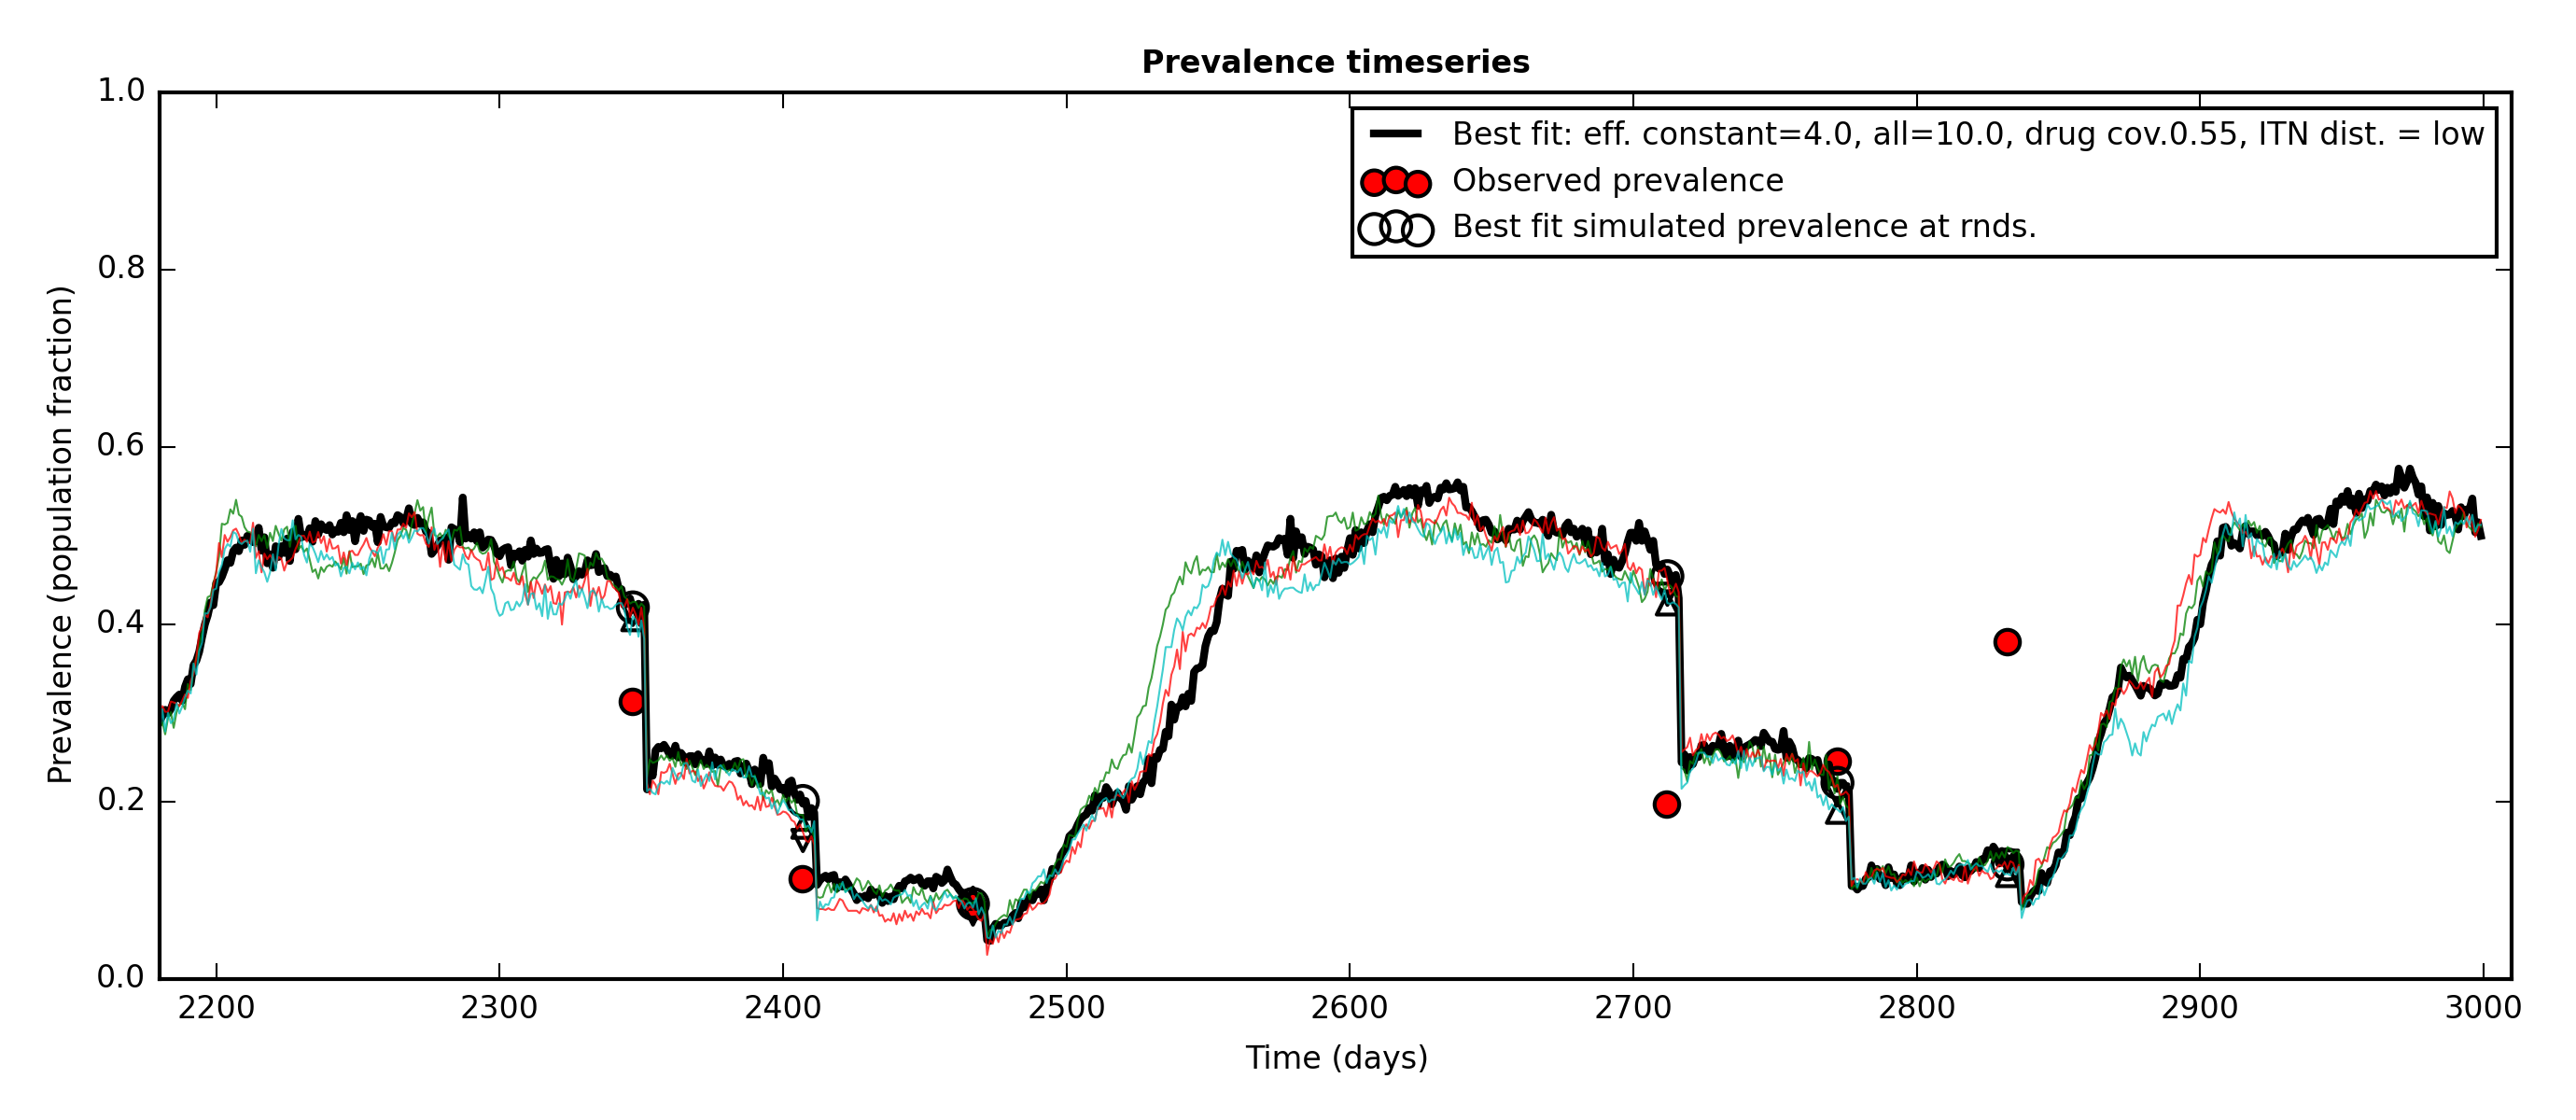 Prevalence timeseries
1.0
0.8
0.6
0.4
0.2
0.0
Prevalence (population fraction)
Best fit: eff. constant=4.0, all=10.0, drug cov.0.55, ITN dist. = low
Observed prevalence
Best fit simulated prevalence at rnds.
2200 2300 2400 2500 2600 2700 2800 2900 3000
Time (days)